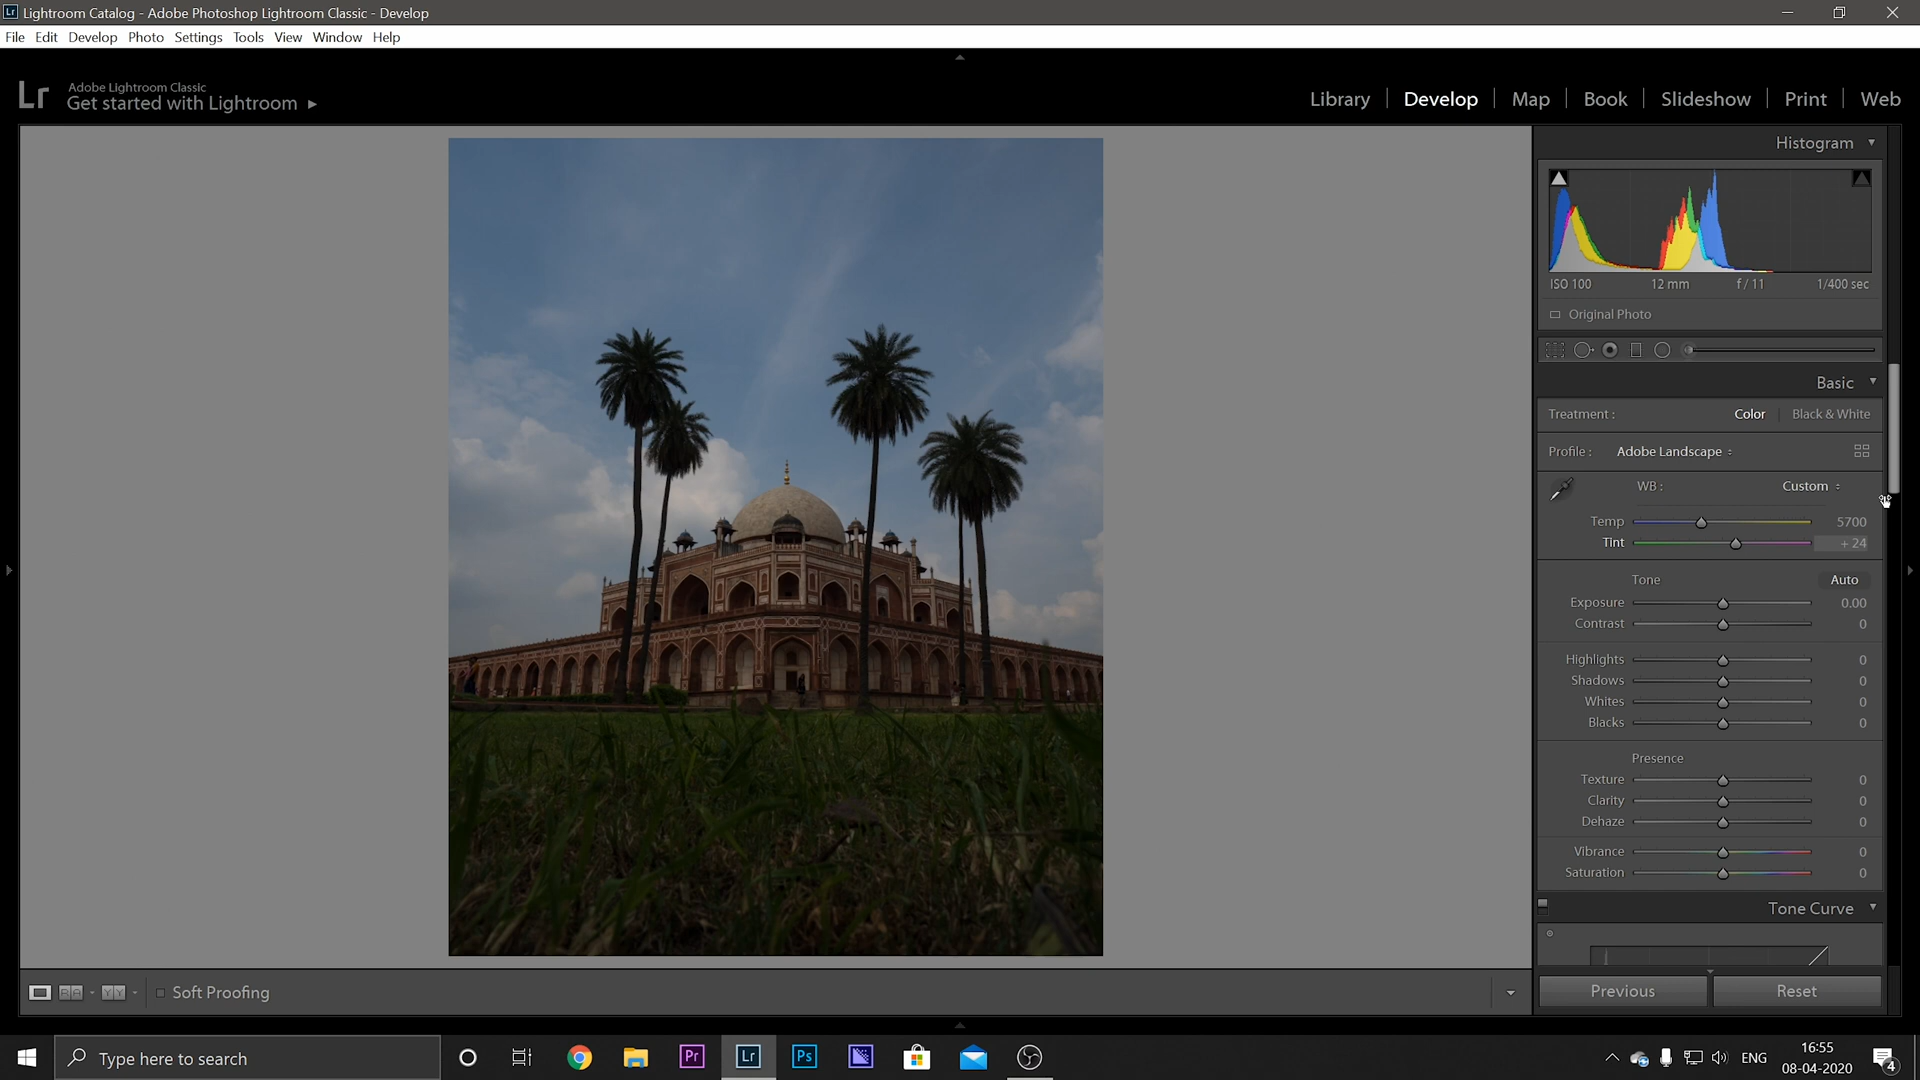 Lr Lightroom Catalog - Adobe Photoshop Lightroom Classic - Develop
File Edit Develop Photo Settings Tools View Window Help
Lr Adobe Lightroom Classic
Get started with Lightroom ▸
Library | Develop | Map | Book | Slideshow | Print | Web
Histogram
ISO 100 12 mm f / 11 1/400 sec
Original Photo
Basic
Treatment : Color Black & White
Profile : Adobe Landscape
WB : Custom
Temp 5700
Tint + 24
Tone Auto
Exposure 0.00
Contrast 0
Highlights 0
Shadows 0
Whites 0
Blacks 0
Presence
Texture 0
Clarity 0
Dehaze 0
Vibrance 0
Saturation 0
Tone Curve
R A Y Y Soft Proofing
Previous Reset
Type here to search
Pr Lr Ps
ENG
16:55
08-04-2020
4